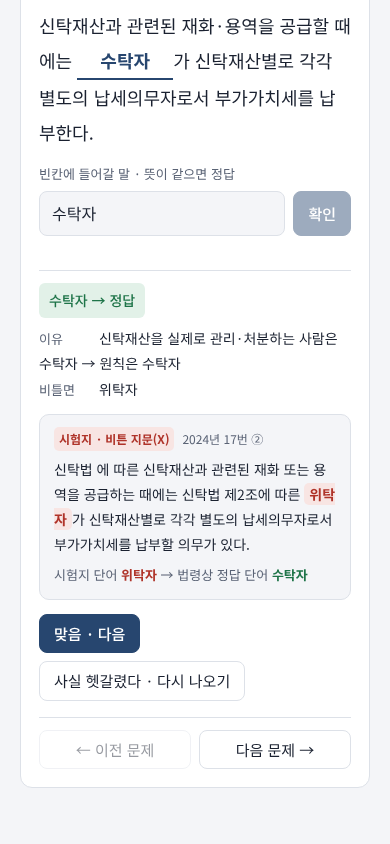 신탁재산과 관련된 재화·용역을 공급할 때
에는 수탁자 가 신탁재산별로 각각
별도의 납세의무자로서 부가가치세를 납
부한다.
빈칸에 들어갈 말 · 뜻이 같으면 정답
수탁자
확인
수탁자 → 정답
이유 신탁재산을 실제로 관리·처분하는 사람은
수탁자 → 원칙은 수탁자
비틀면 위탁자
시험지 · 비튼 지문(X) 2024년 17번 ②
신탁법 에 따른 신탁재산과 관련된 재화 또는 용
역을 공급하는 때에는 신탁법 제2조에 따른 위탁
자 가 신탁재산별로 각각 별도의 납세의무자로서
부가가치세를 납부할 의무가 있다.
시험지 단어 위탁자 → 법령상 정답 단어 수탁자
맞음 · 다음
사실 헷갈렸다 · 다시 나오기
← 이전 문제
다음 문제 →